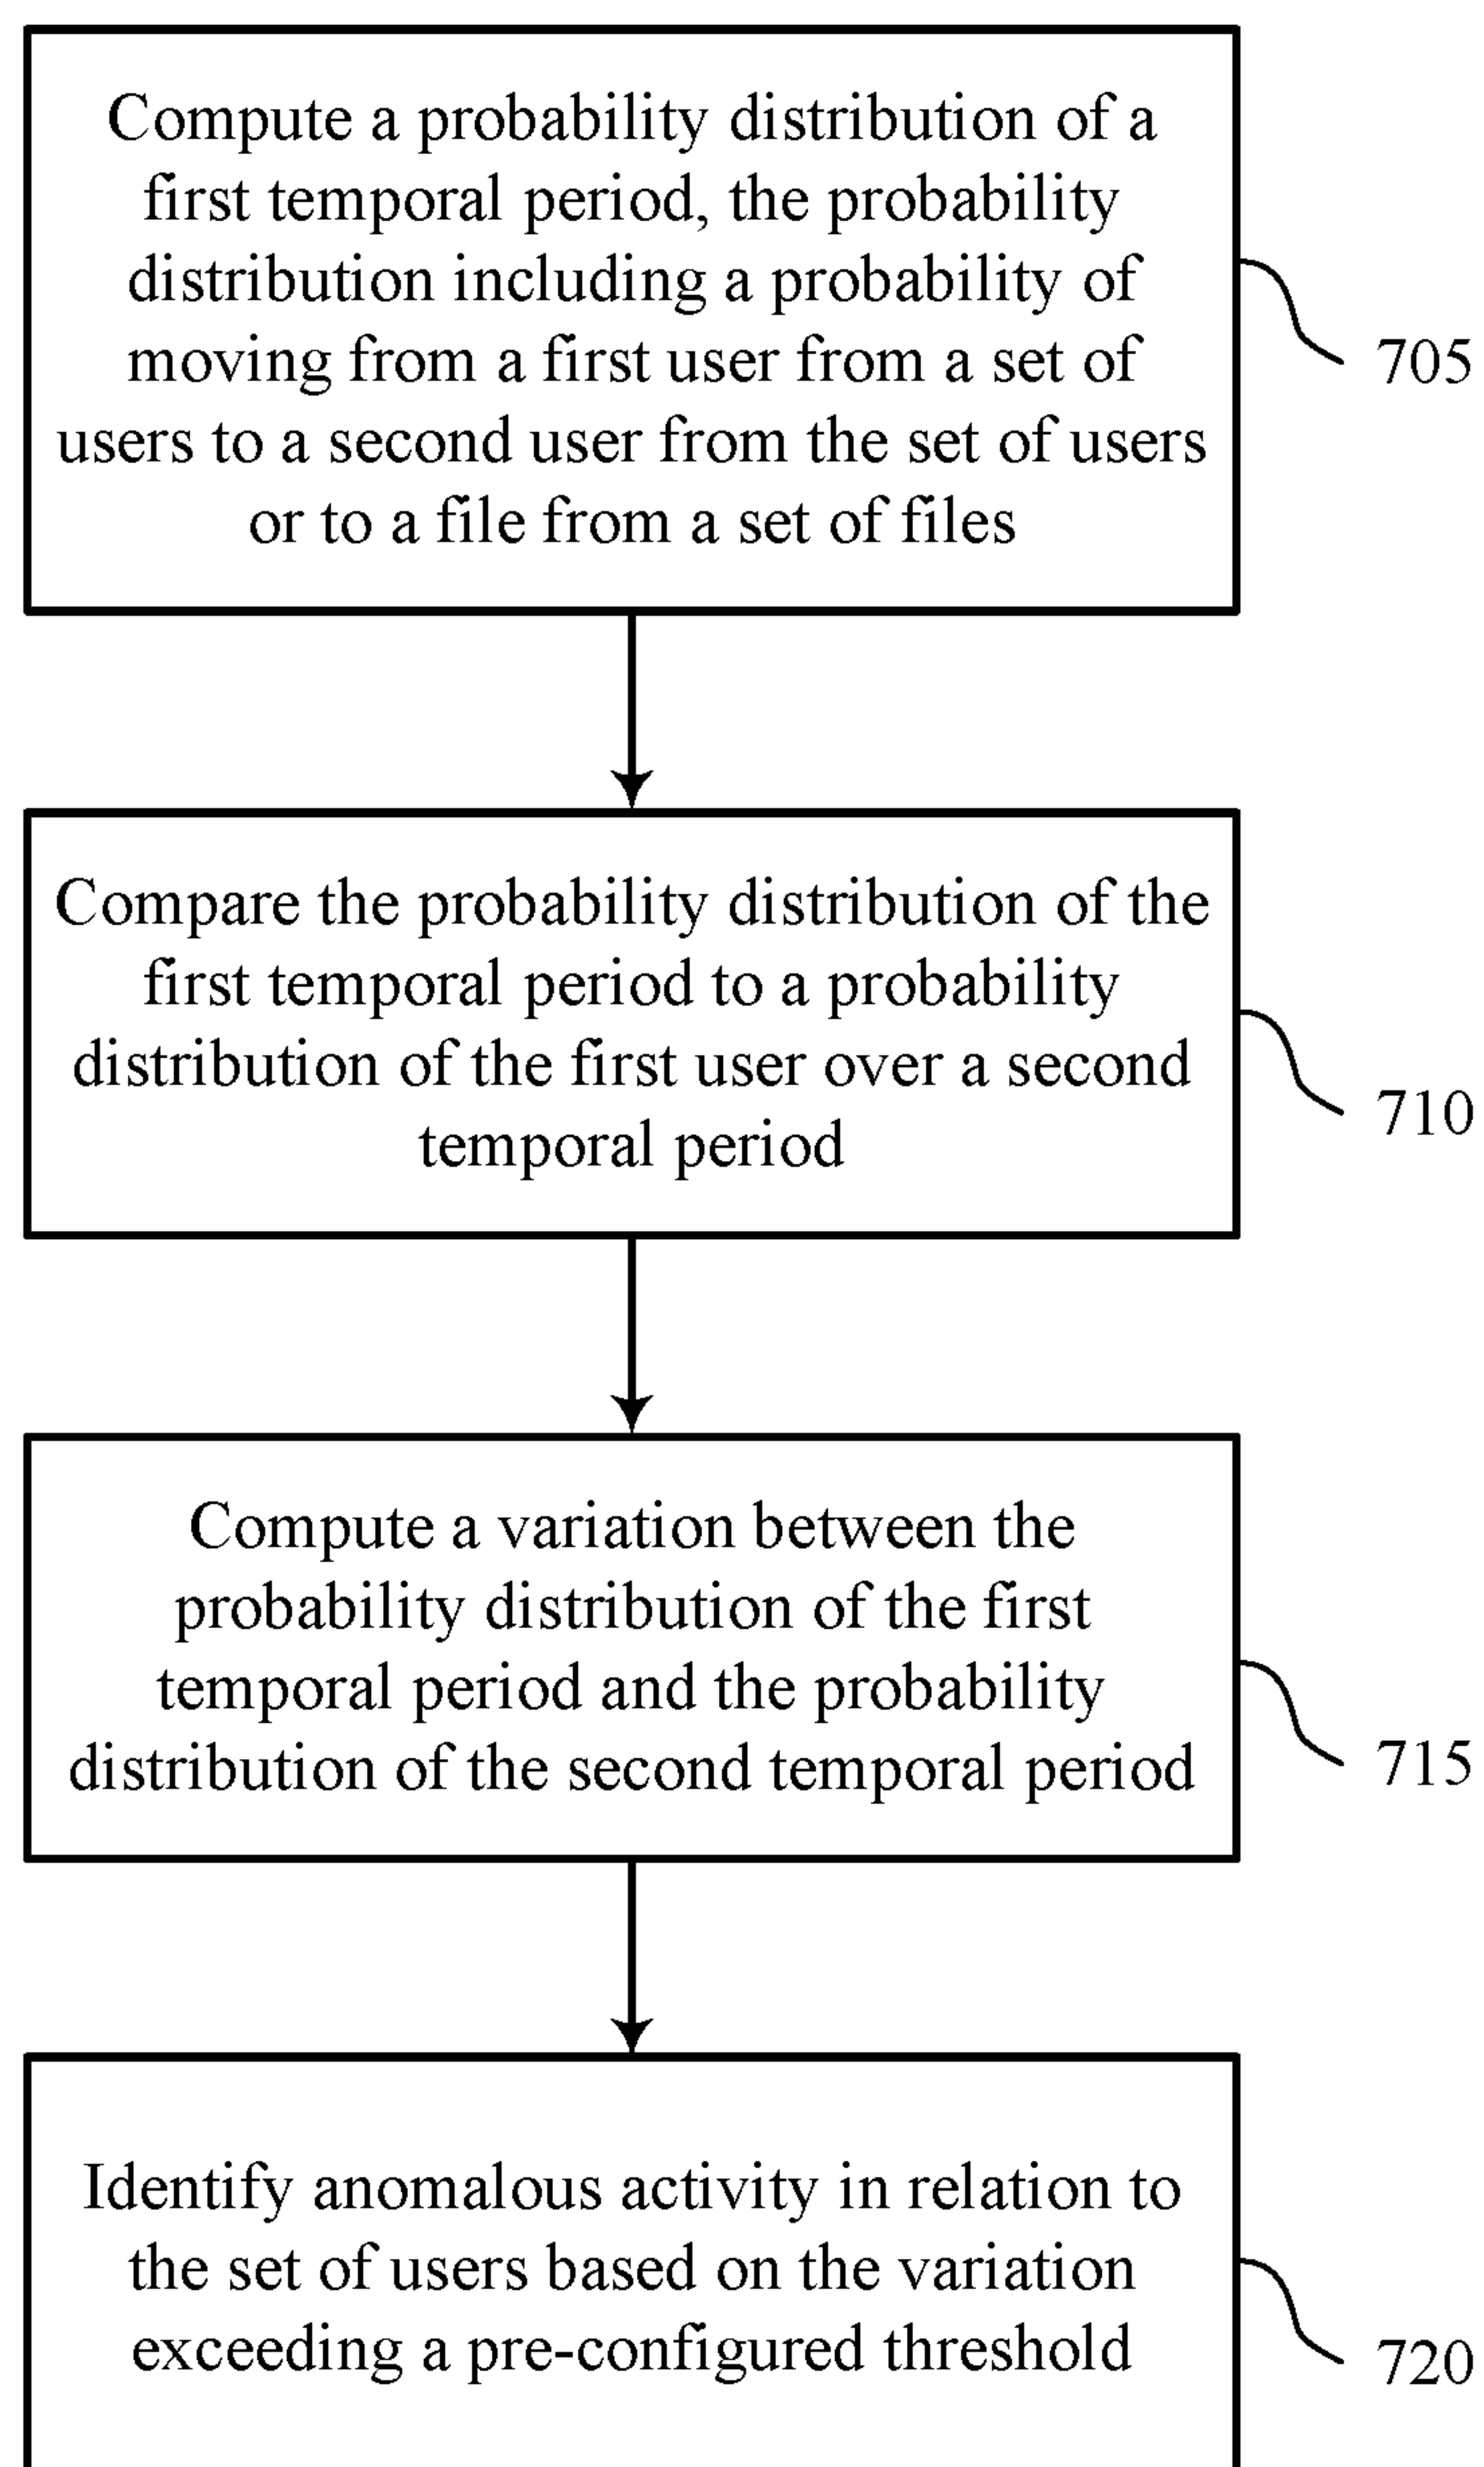 Compute a probability distribution of a
first temporal period, the probability
distribution including a probability of
moving from a first user from a set of
users to a second user from the set of users
or to a file from a set of files
705
Compare the probability distribution of the
first temporal period to a probability
distribution of the first user over a second
temporal period
710
Compute a variation between the
probability distribution of the first
temporal period and the probability
distribution of the second temporal period
715
Identify anomalous activity in relation to
the set of users based on the variation
exceeding a pre-configured threshold
720